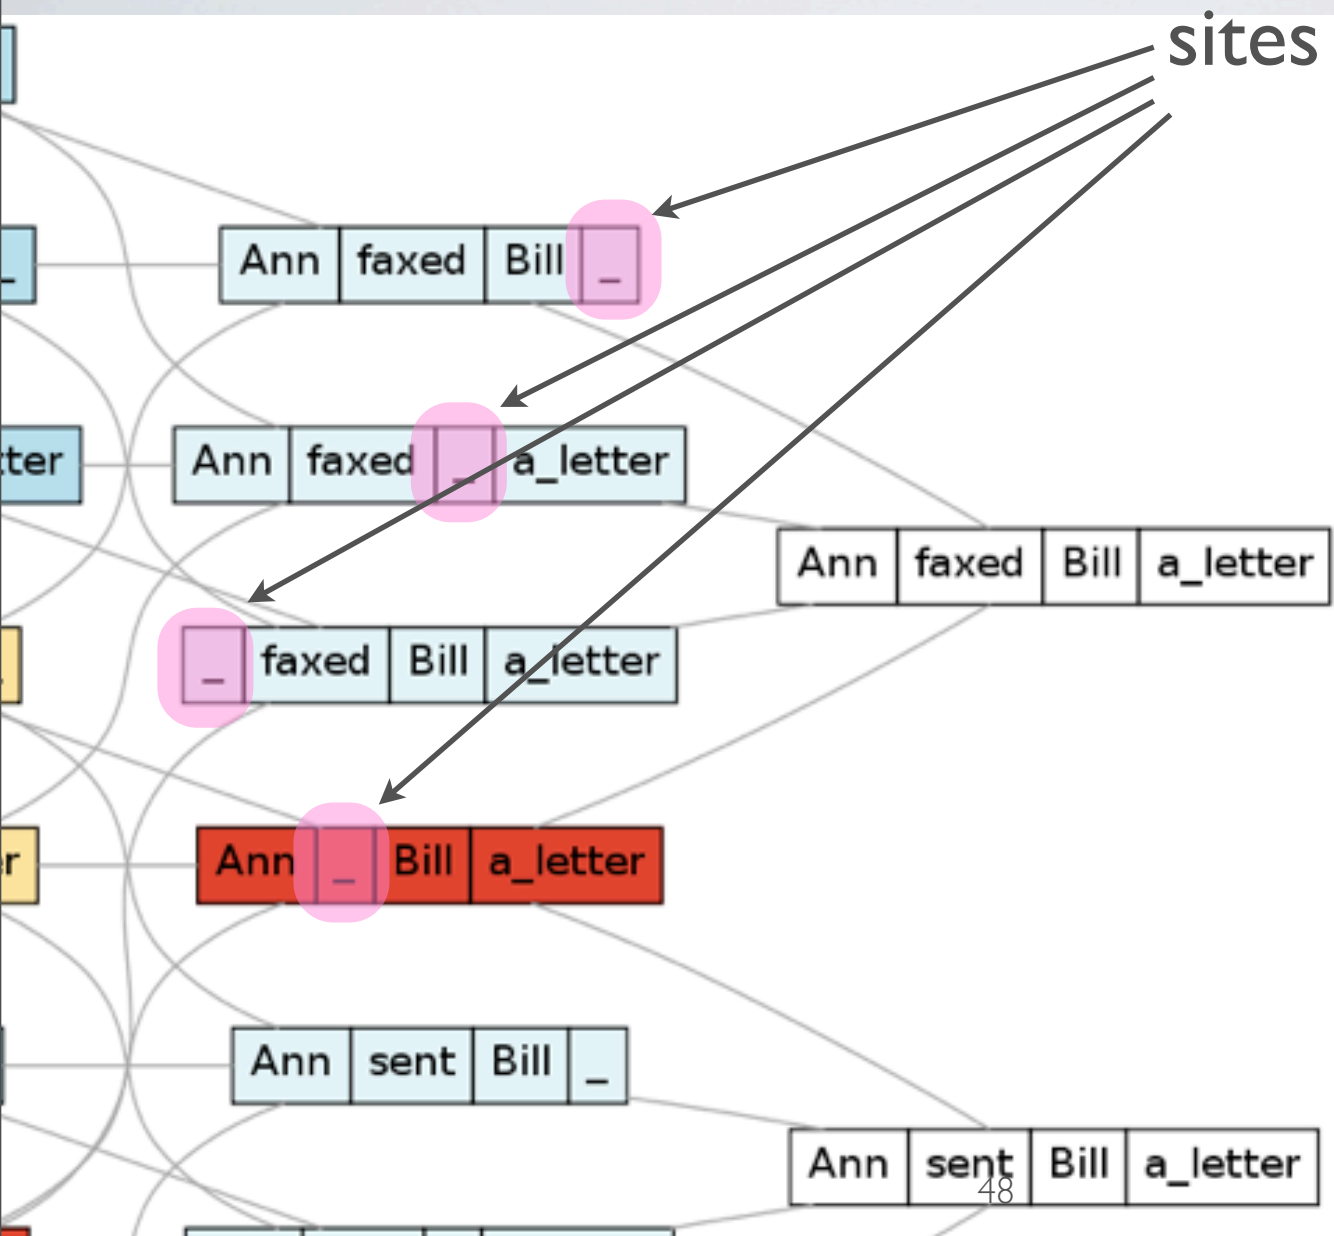 sites
_ Ann faxed Bill _
tter Ann faxed _ a_letter
Ann faxed Bill a_letter
_ faxed Bill a_letter
r Ann _ Bill a_letter
Ann sent Bill _
Ann sent Bill a_letter
48